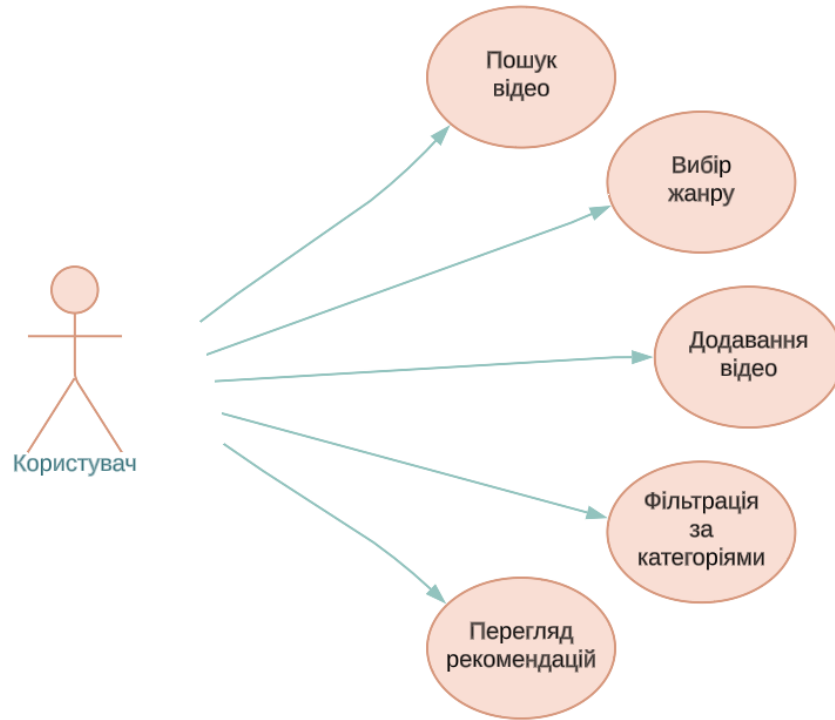 Пошук
відео
Вибір
жанру
Додавання
відео
Користувач
Фільтрація
за
категоріями
Перегляд
рекомендацій